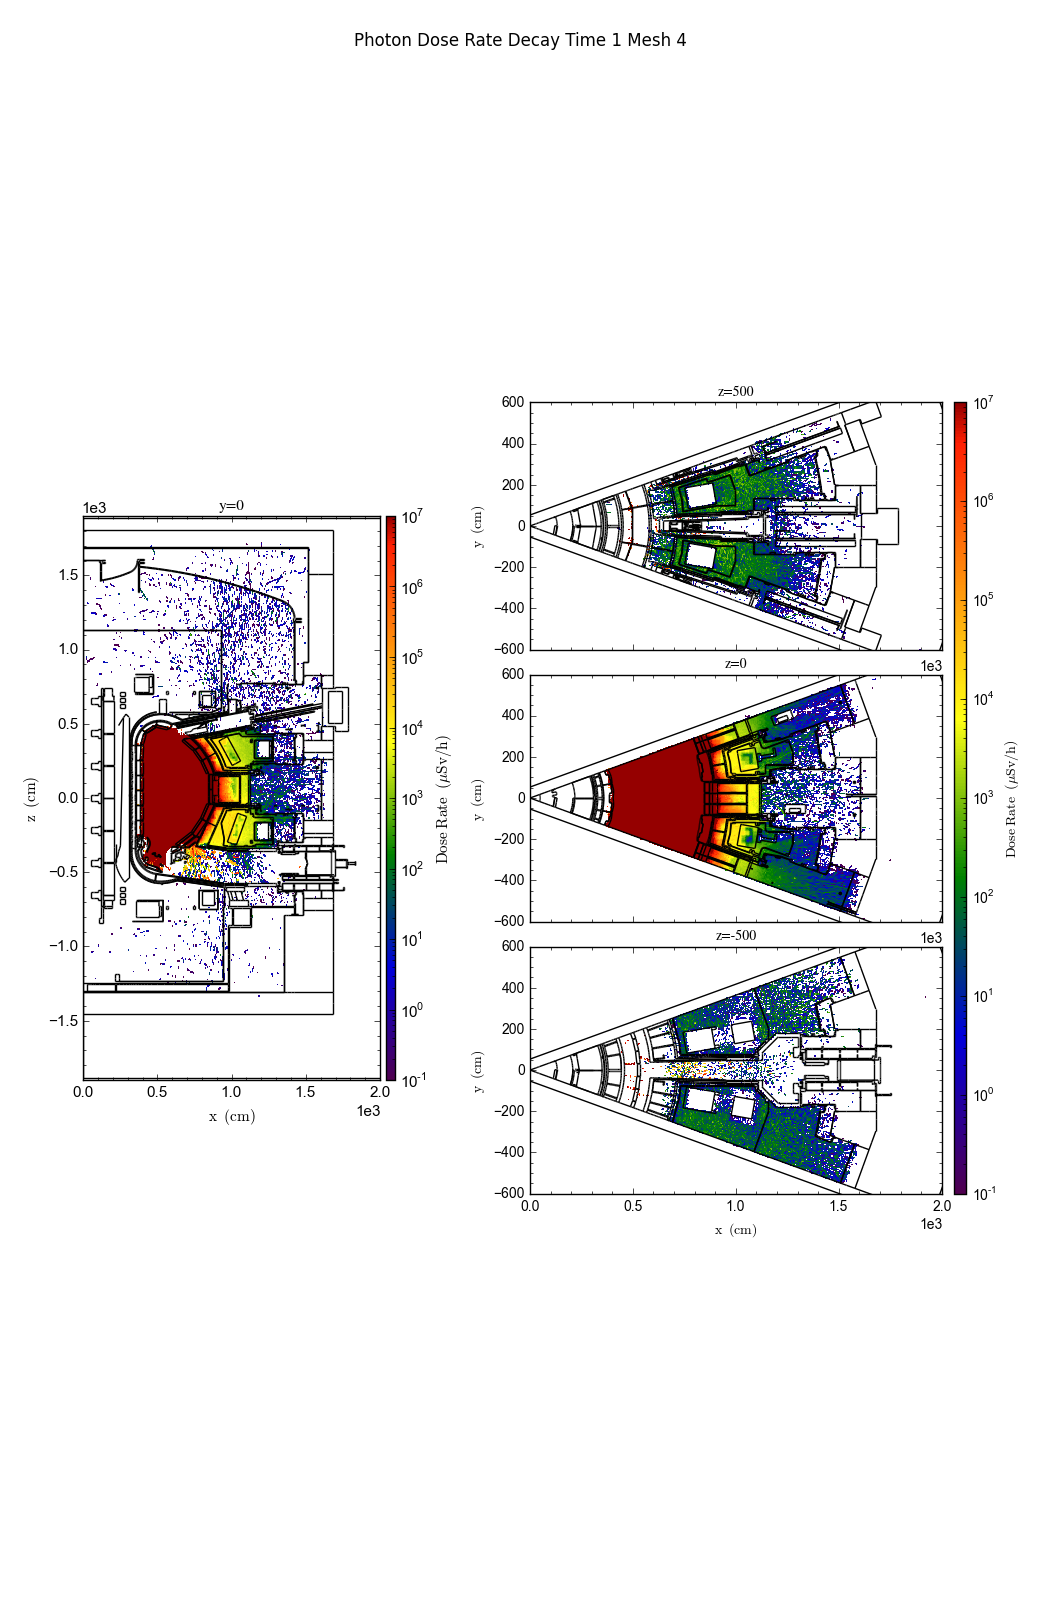 Photon Dose Rate Decay Time 1 Mesh 4
y=0
1e3
1.5
1.0
0.5
0.0
−0.5
−1.0
−1.5
z (cm)
0.0 0.5 1.0 1.5 2.0
1e3
x (cm)
10^7
10^6
10^5
10^4
10^3
10^2
10^1
10^0
10^-1
Dose Rate (μSv/h)
z=500
600
400
200
0
−200
−400
−600
y (cm)
1e3
z=0
600
400
200
0
−200
−400
−600
y (cm)
1e3
z=-500
600
400
200
0
−200
−400
−600
y (cm)
0.0 0.5 1.0 1.5 2.0
1e3
x (cm)
10^7
10^6
10^5
10^4
10^3
10^2
10^1
10^0
10^-1
Dose Rate (μSv/h)